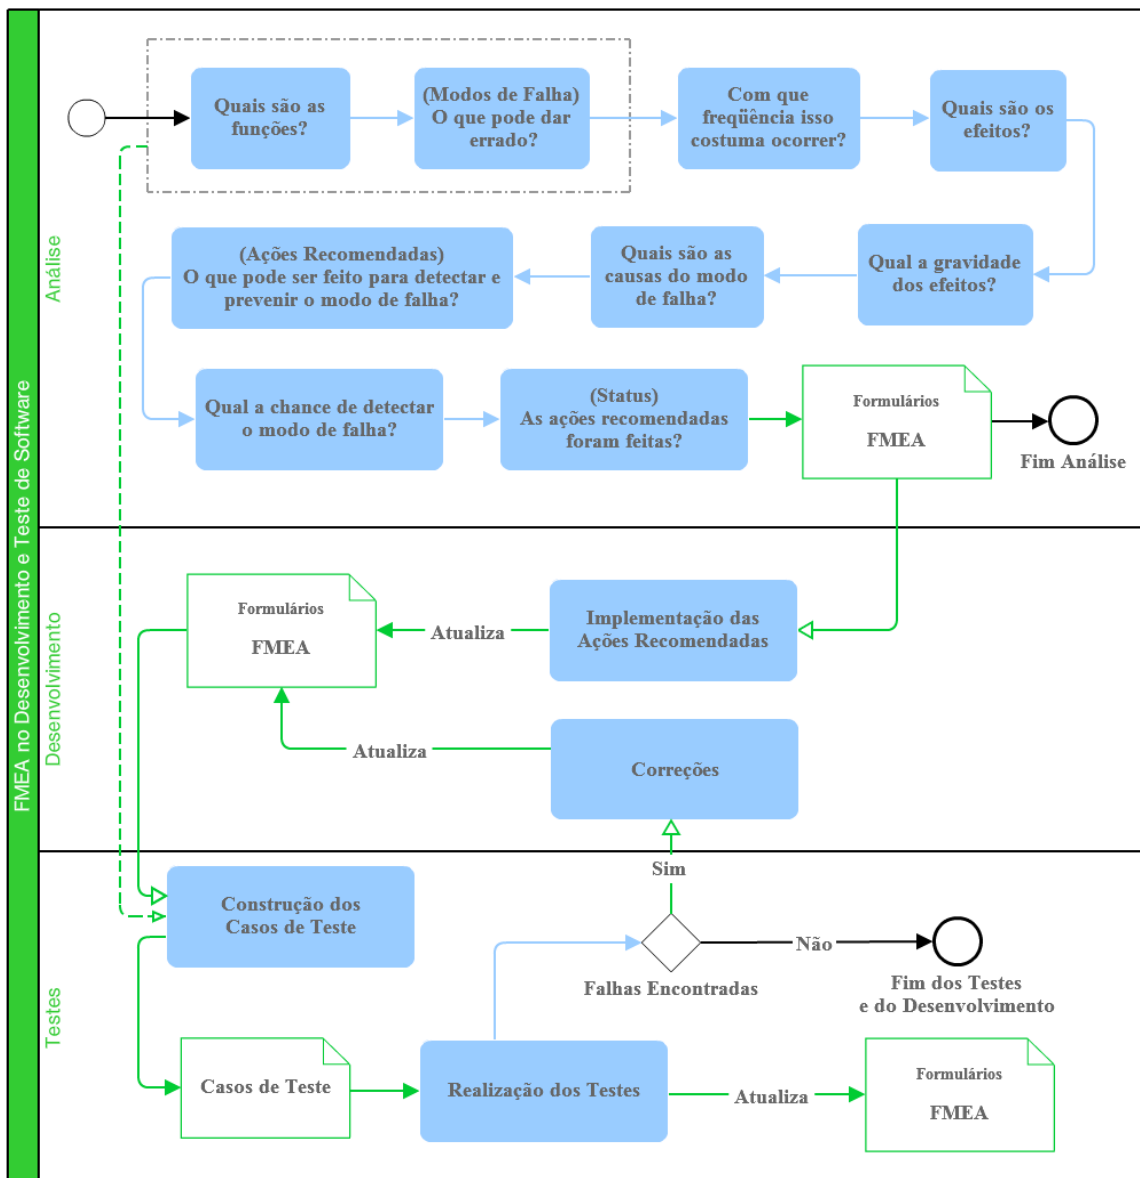 FMEA no Desenvolvimento e Teste de Software
Análise
Quais são as
funções?
(Modos de Falha)
O que pode dar
errado?
Com que
freqüência isso
costuma ocorrer?
Quais são os
efeitos?
Qual a gravidade
dos efeitos?
Quais são as
causas do modo
de falha?
(Ações Recomendadas)
O que pode ser feito para detectar e
prevenir o modo de falha?
Qual a chance de detectar
o modo de falha?
(Status)
As ações recomendadas
foram feitas?
Formulários
FMEA
Fim Análise
Desenvolvimento
Formulários
FMEA
Atualiza
Implementação das
Ações Recomendadas
Atualiza
Correções
Testes
Sim
Construção dos
Casos de Teste
Não
Falhas Encontradas
Fim dos Testes
e do Desenvolvimento
Casos de Teste
Realização dos Testes
Atualiza
Formulários
FMEA